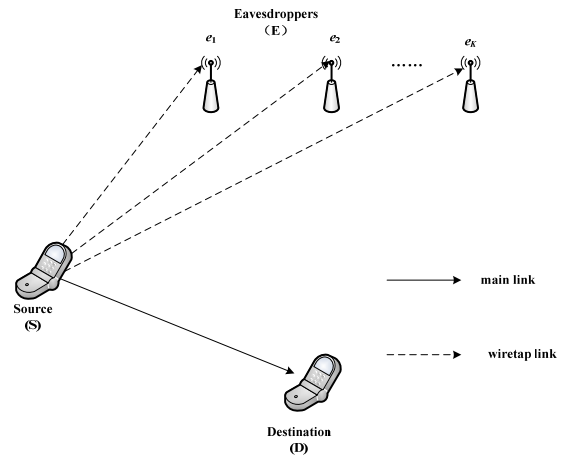 Eavesdroppers
（E）
e1 e2 ...... eK
Source
(S)
main link
wiretap link
Destination
(D)